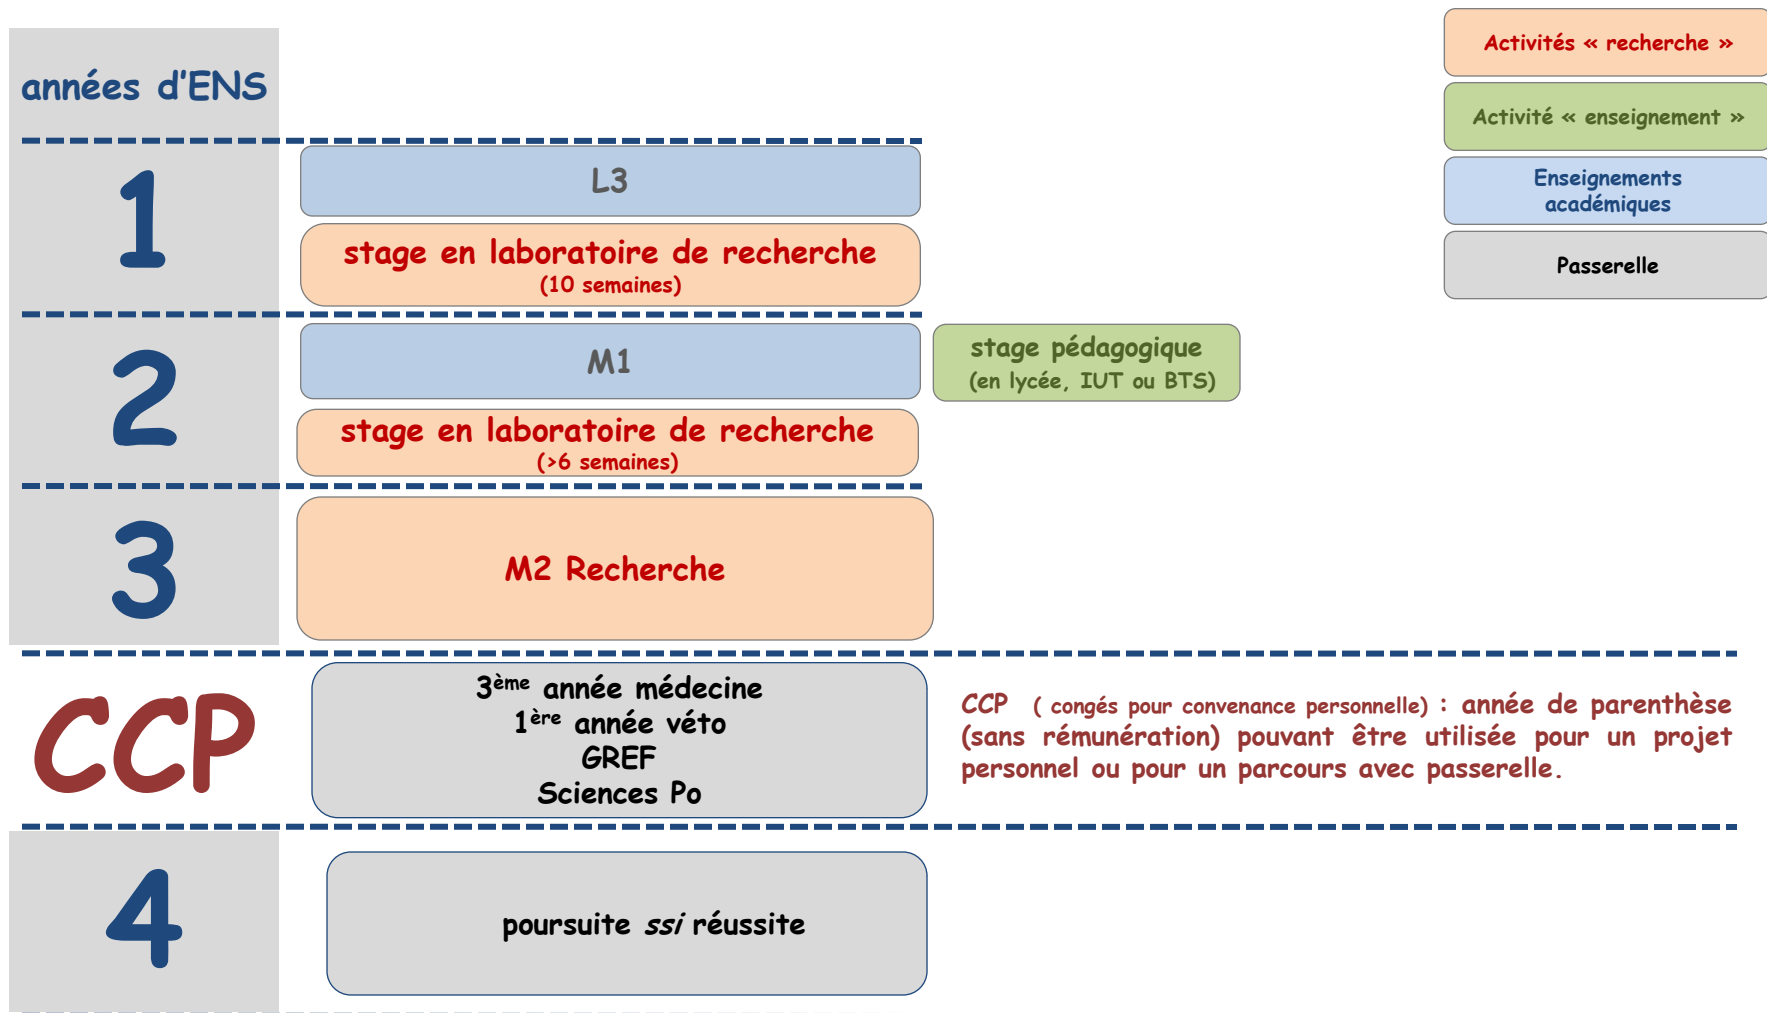 années d'ENS
Activités « recherche »
Activité « enseignement »
Enseignements
académiques
Passerelle
1
L3
stage en laboratoire de recherche
(10 semaines)
2
M1
stage pédagogique
(en lycée, IUT ou BTS)
stage en laboratoire de recherche
(>6 semaines)
3
M2 Recherche
CCP
3ème année médecine
1ère année véto
GREF
Sciences Po
CCP ( congés pour convenance personnelle) : année de parenthèse
(sans rémunération) pouvant être utilisée pour un projet
personnel ou pour un parcours avec passerelle.
4
poursuite ssi réussite